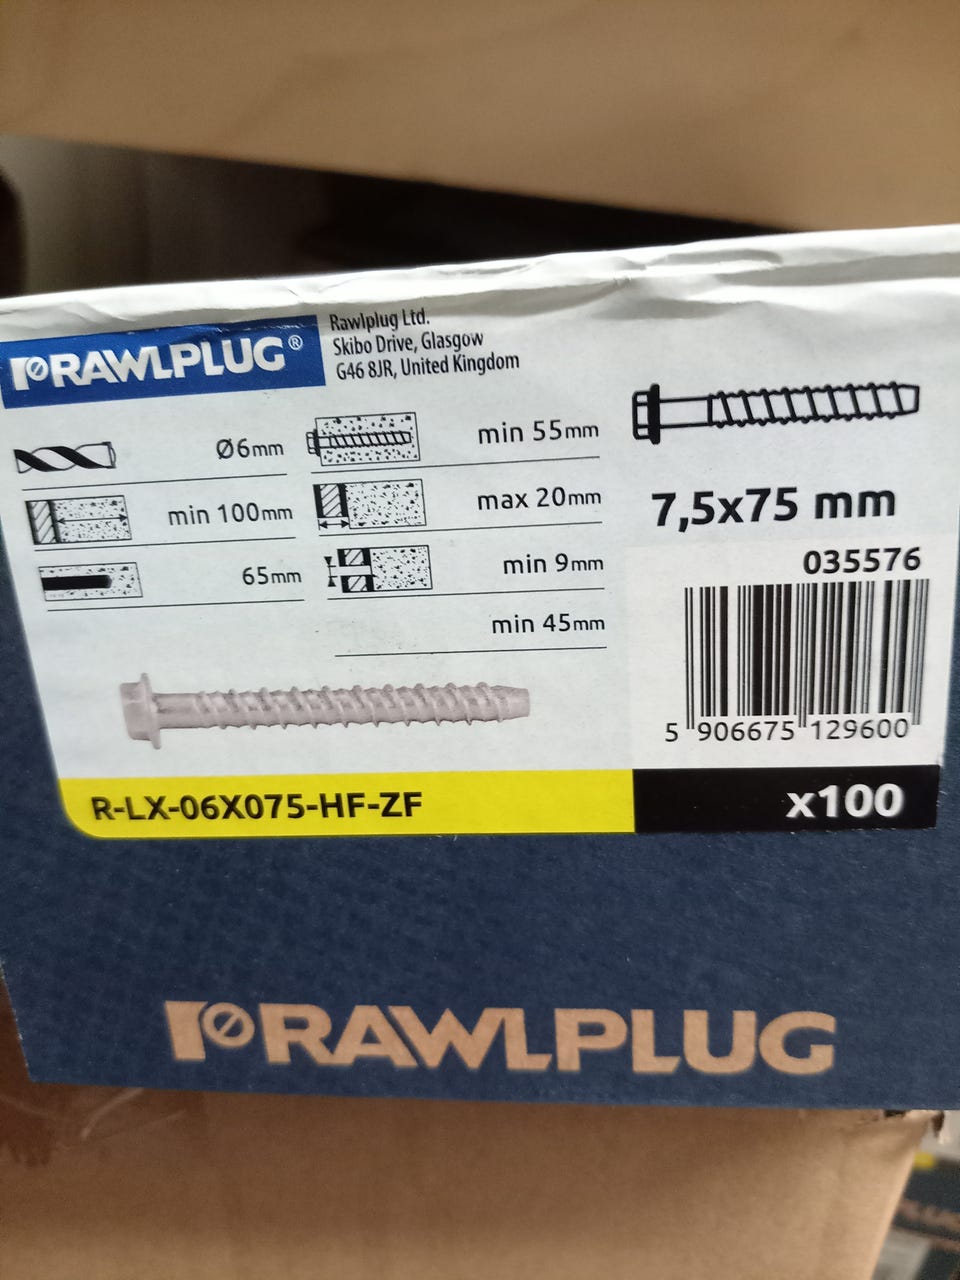 RAWLPLUG®
Rawlplug Ltd.
Skibo Drive, Glasgow
G46 8JR, United Kingdom
Ø6mm
min 55mm
min 100mm
max 20mm
65mm
min 9mm
min 45mm
7,5x75 mm
035576
5 906675 129600
R-LX-06X075-HF-ZF
x100
RAWLPLUG